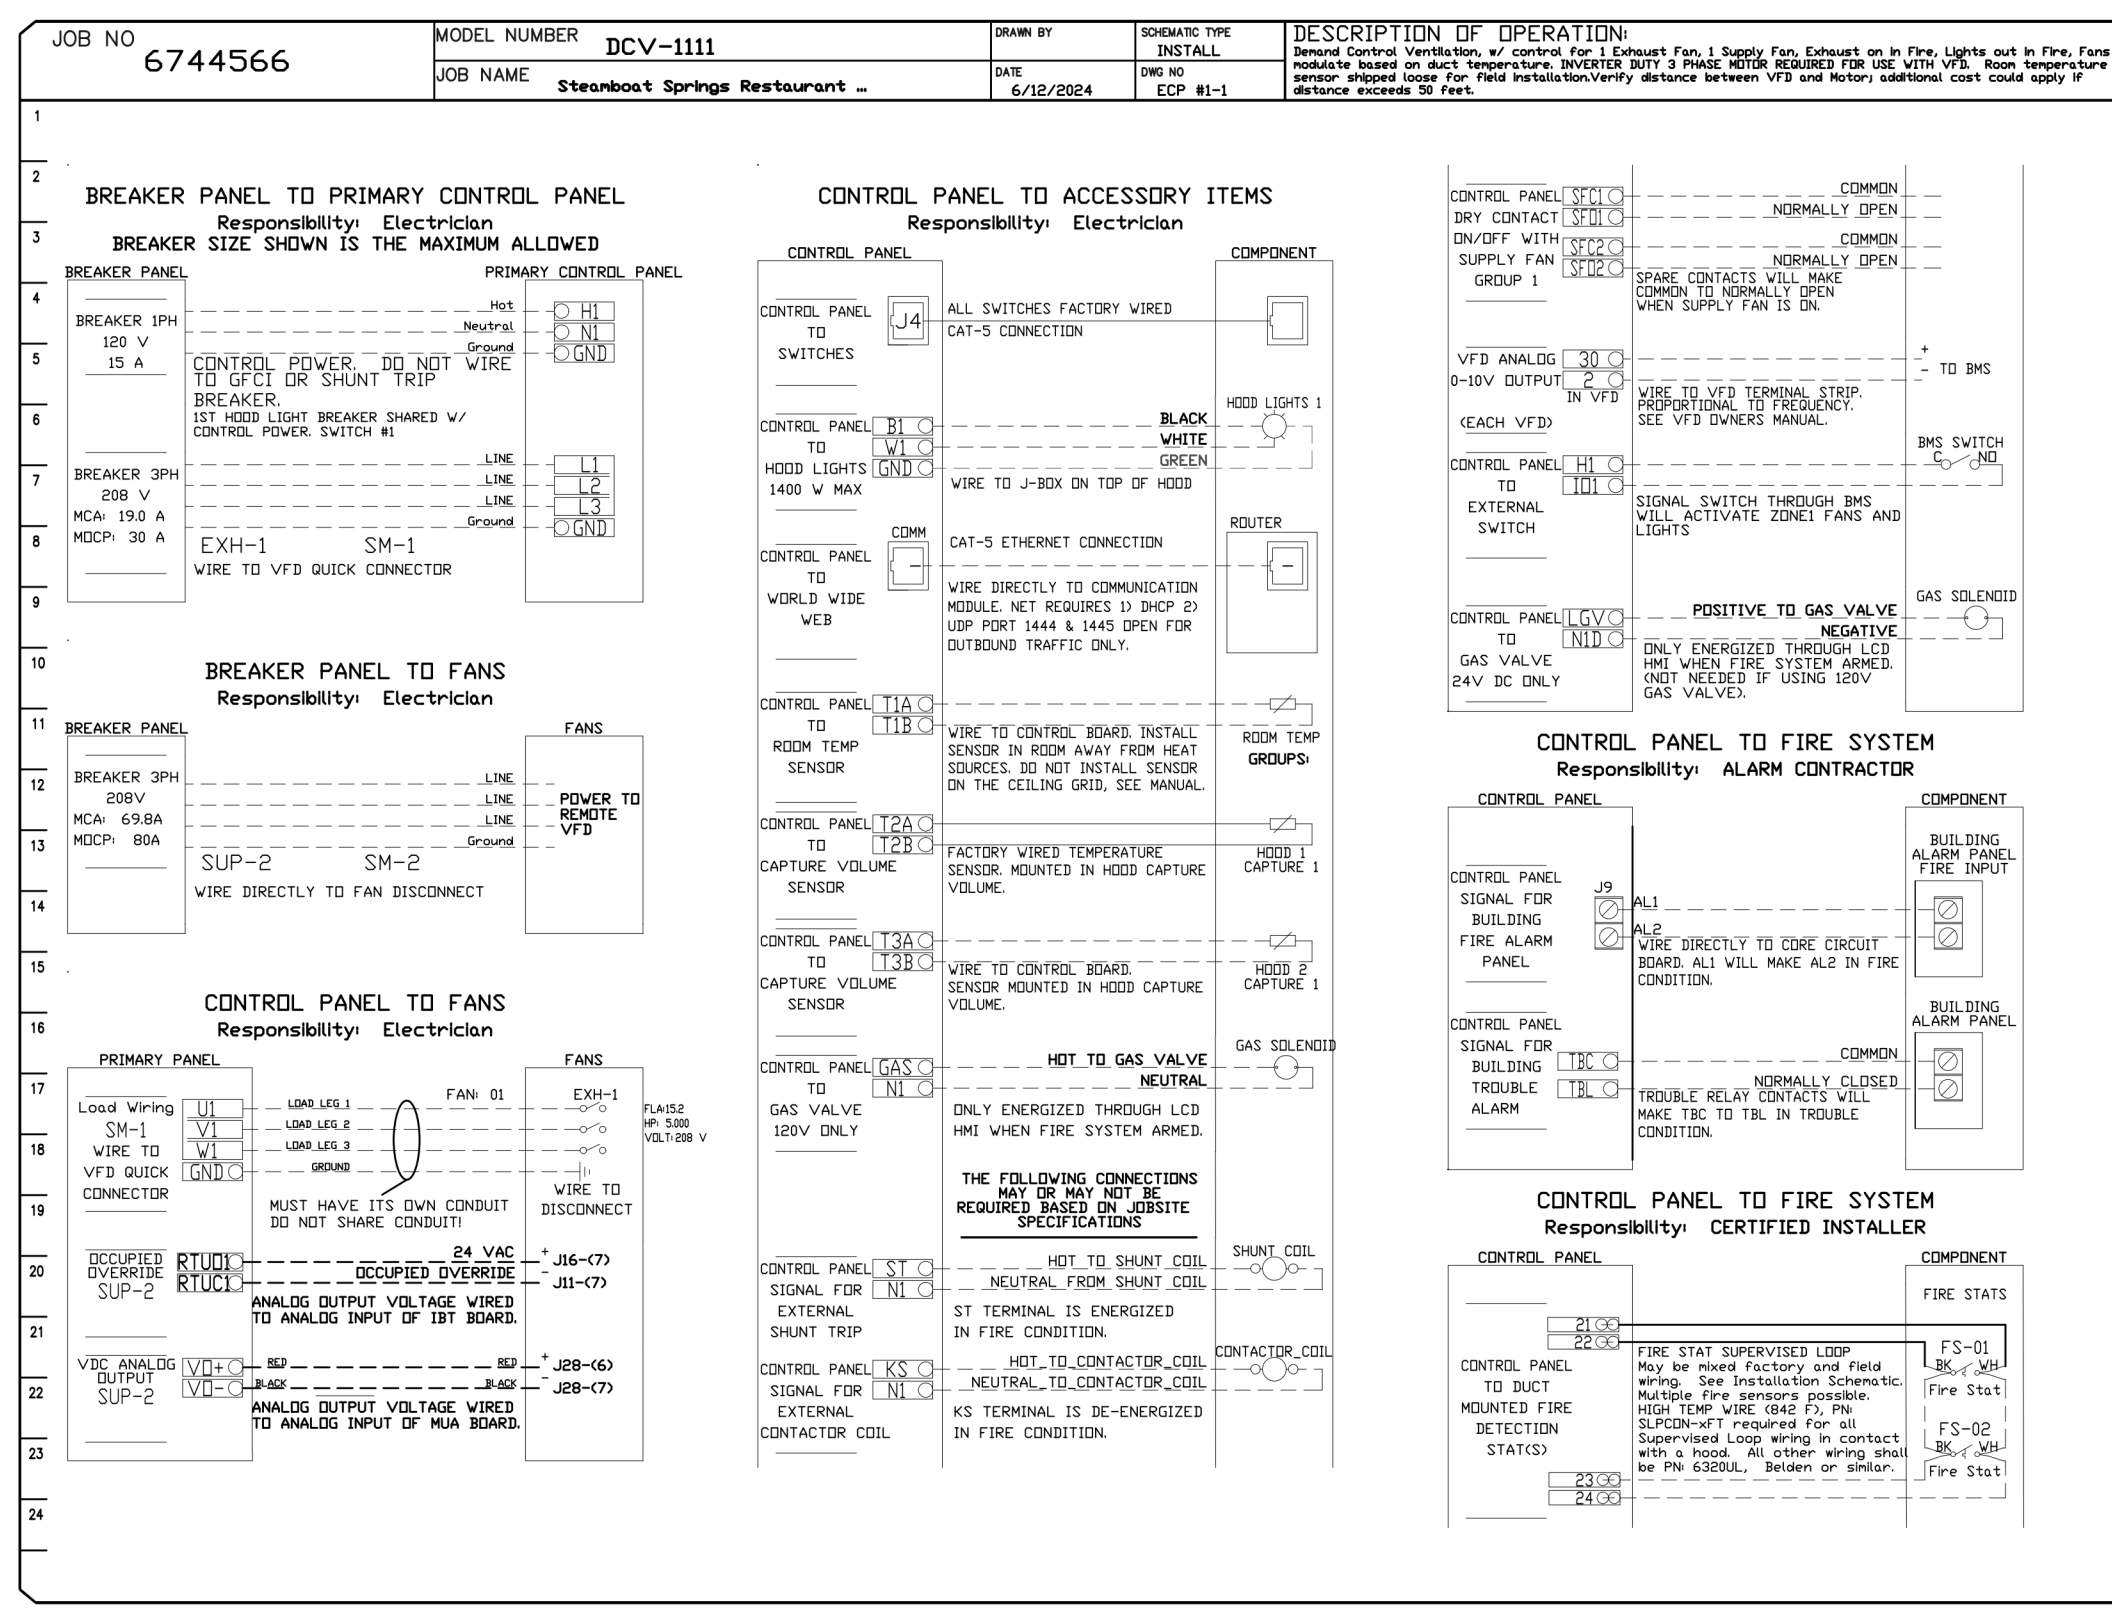 JOB NO
6744566
MODEL NUMBER
DCV-1111
JOB NAME
Steamboat Springs Restaurant ...
DRAWN BY
DATE
6/12/2024
SCHEMATIC TYPE
INSTALL
DWG NO
ECP #1-1
DESCRIPTION OF OPERATION:
Demand Control Ventilation, w/ control for 1 Exhaust Fan, 1 Supply Fan, Exhaust on in Fire, Lights out in Fire, Fans
modulate based on duct temperature. INVERTER DUTY 3 PHASE MOTOR REQUIRED FOR USE WITH VFD.  Room temperature
sensor shipped loose for field installation.Verify distance between VFD and Motor; additional cost could apply if
distance exceeds 50 feet.
1
2
3
4
5
6
7
8
9
10
11
12
13
14
15
16
17
18
19
20
21
22
23
24
BREAKER PANEL TO PRIMARY CONTROL PANEL
Responsibility: Electrician
BREAKER SIZE SHOWN IS THE MAXIMUM ALLOWED
BREAKER PANEL
PRIMARY CONTROL PANEL
BREAKER 1PH
120 V
15 A
Hot
H1
Neutral
N1
Ground
GND
CONTROL POWER. DO NOT WIRE
TO GFCI OR SHUNT TRIP
BREAKER.
1ST HOOD LIGHT BREAKER SHARED W/
CONTROL POWER. SWITCH #1
BREAKER 3PH
208 V
MCA: 19.0 A
MOCP: 30 A
LINE
L1
LINE
L2
LINE
L3
Ground
GND
EXH-1
SM-1
WIRE TO VFD QUICK CONNECTOR
BREAKER PANEL TO FANS
Responsibility: Electrician
BREAKER PANEL
FANS
BREAKER 3PH
208V
MCA: 69.8A
MOCP: 80A
LINE
LINE
LINE
Ground
POWER TO
REMOTE
VFD
SUP-2
SM-2
WIRE DIRECTLY TO FAN DISCONNECT
CONTROL PANEL TO FANS
Responsibility: Electrician
PRIMARY PANEL
FANS
Load Wiring
SM-1
WIRE TO
VFD QUICK
CONNECTOR
U1
V1
W1
GND
LOAD LEG 1
LOAD LEG 2
LOAD LEG 3
GROUND
FAN: 01
EXH-1
FLA:15.2
HP: 5.000
VOLT:208 V
WIRE TO
DISCONNECT
MUST HAVE ITS OWN CONDUIT
DO NOT SHARE CONDUIT!
OCCUPIED
OVERRIDE
SUP-2
RTUO1
RTUC1
24 VAC
OCCUPIED OVERRIDE
+
J16-(7)
-
J11-(7)
ANALOG OUTPUT VOLTAGE WIRED
TO ANALOG INPUT OF IBT BOARD.
VDC ANALOG
OUTPUT
SUP-2
VO+
VO-
RED
RED
BLACK
BLACK
+
J28-(6)
-
J28-(7)
ANALOG OUTPUT VOLTAGE WIRED
TO ANALOG INPUT OF MUA BOARD.
CONTROL PANEL TO ACCESSORY ITEMS
Responsibility: Electrician
CONTROL PANEL
COMPONENT
CONTROL PANEL
TO
SWITCHES
J4
ALL SWITCHES FACTORY WIRED
CAT-5 CONNECTION
CONTROL PANEL
TO
HOOD LIGHTS
1400 W MAX
B1
W1
GND
BLACK
WHITE
GREEN
HOOD LIGHTS 1
WIRE TO J-BOX ON TOP OF HOOD
CONTROL PANEL
TO
WORLD WIDE
WEB
COMM
CAT-5 ETHERNET CONNECTION
ROUTER
WIRE DIRECTLY TO COMMUNICATION
MODULE. NET REQUIRES 1) DHCP 2)
UDP PORT 1444 & 1445 OPEN FOR
OUTBOUND TRAFFIC ONLY.
CONTROL PANEL
TO
ROOM TEMP
SENSOR
T1A
T1B
WIRE TO CONTROL BOARD. INSTALL
SENSOR IN ROOM AWAY FROM HEAT
SOURCES. DO NOT INSTALL SENSOR
ON THE CEILING GRID, SEE MANUAL.
ROOM TEMP
GROUPS:
CONTROL PANEL
TO
CAPTURE VOLUME
SENSOR
T2A
T2B
FACTORY WIRED TEMPERATURE
SENSOR. MOUNTED IN HOOD CAPTURE
VOLUME.
HOOD 1
CAPTURE 1
CONTROL PANEL
TO
CAPTURE VOLUME
SENSOR
T3A
T3B
WIRE TO CONTROL BOARD.
SENSOR MOUNTED IN HOOD CAPTURE
VOLUME.
HOOD 2
CAPTURE 1
CONTROL PANEL
TO
GAS VALVE
120V ONLY
GAS
N1
HOT TO GAS VALVE
NEUTRAL
GAS SOLENOID
ONLY ENERGIZED THROUGH LCD
HMI WHEN FIRE SYSTEM ARMED.
THE FOLLOWING CONNECTIONS
MAY OR MAY NOT BE
REQUIRED BASED ON JOBSITE
SPECIFICATIONS
CONTROL PANEL
SIGNAL FOR
EXTERNAL
SHUNT TRIP
ST
N1
HOT TO SHUNT COIL
NEUTRAL FROM SHUNT COIL
SHUNT COIL
ST TERMINAL IS ENERGIZED
IN FIRE CONDITION.
CONTROL PANEL
SIGNAL FOR
EXTERNAL
CONTACTOR COIL
KS
N1
HOT_TO_CONTACTOR_COIL
NEUTRAL_TO_CONTACTOR_COIL
CONTACTOR_COIL
KS TERMINAL IS DE-ENERGIZED
IN FIRE CONDITION.
CONTROL PANEL
DRY CONTACT
ON/OFF WITH
SUPPLY FAN
GROUP 1
SFC1
SFO1
SFC2
SFO2
COMMON
NORMALLY OPEN
COMMON
NORMALLY OPEN
SPARE CONTACTS WILL MAKE
COMMON TO NORMALLY OPEN
WHEN SUPPLY FAN IS ON.
VFD ANALOG
0-10V OUTPUT
(EACH VFD)
30
2
IN VFD
+
- TO BMS
WIRE TO VFD TERMINAL STRIP.
PROPORTIONAL TO FREQUENCY.
SEE VFD OWNERS MANUAL.
CONTROL PANEL
TO
EXTERNAL
SWITCH
H1
IO1
BMS SWITCH
C
NO
SIGNAL SWITCH THROUGH BMS
WILL ACTIVATE ZONE1 FANS AND
LIGHTS
CONTROL PANEL
TO
GAS VALVE
24V DC ONLY
LGV
N1D
POSITIVE TO GAS VALVE
NEGATIVE
GAS SOLENOID
ONLY ENERGIZED THROUGH LCD
HMI WHEN FIRE SYSTEM ARMED.
(NOT NEEDED IF USING 120V
GAS VALVE).
CONTROL PANEL TO FIRE SYSTEM
Responsibility: ALARM CONTRACTOR
CONTROL PANEL
COMPONENT
CONTROL PANEL
SIGNAL FOR
BUILDING
FIRE ALARM
PANEL
J9
AL1
AL2
BUILDING
ALARM PANEL
FIRE INPUT
WIRE DIRECTLY TO CORE CIRCUIT
BOARD. AL1 WILL MAKE AL2 IN FIRE
CONDITION.
CONTROL PANEL
SIGNAL FOR
BUILDING
TROUBLE
ALARM
TBC
TBL
COMMON
NORMALLY CLOSED
BUILDING
ALARM PANEL
TROUBLE RELAY CONTACTS WILL
MAKE TBC TO TBL IN TROUBLE
CONDITION.
CONTROL PANEL TO FIRE SYSTEM
Responsibility: CERTIFIED INSTALLER
CONTROL PANEL
COMPONENT
FIRE STATS
21
22
CONTROL PANEL
TO DUCT
MOUNTED FIRE
DETECTION
STAT(S)
FIRE STAT SUPERVISED LOOP
May be mixed factory and field
wiring.  See Installation Schematic.
Multiple fire sensors possible.
HIGH TEMP WIRE (842 F), PN:
SLPCON-xFT required for all
Supervised Loop wiring in contact
with a hood.  All other wiring shall
be PN: 6320UL,  Belden or similar.
FS-01
BK WH
Fire Stat
FS-02
BK WH
Fire Stat
23
24